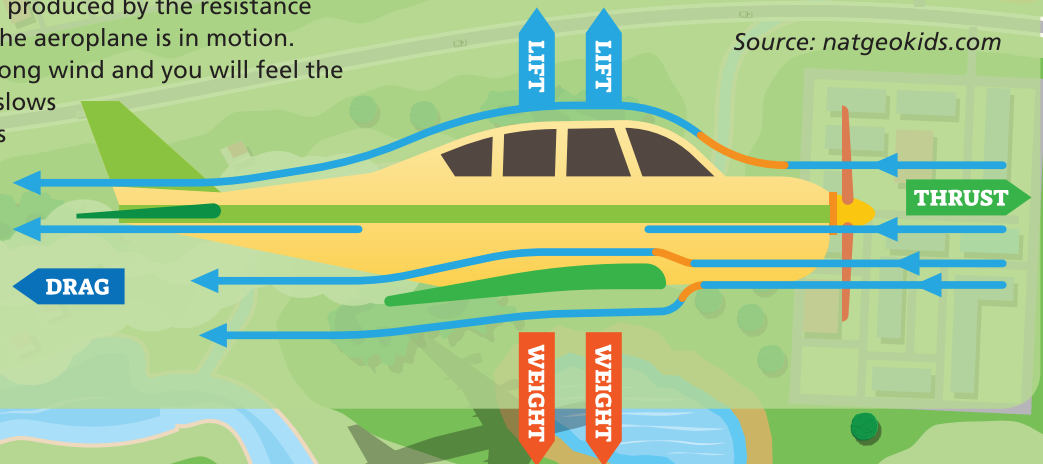 produced by the resistance
he aeroplane is in motion.
ong wind and you will feel the
slows
s
Source: natgeokids.com
LIFT
LIFT
THRUST
DRAG
WEIGHT
WEIGHT